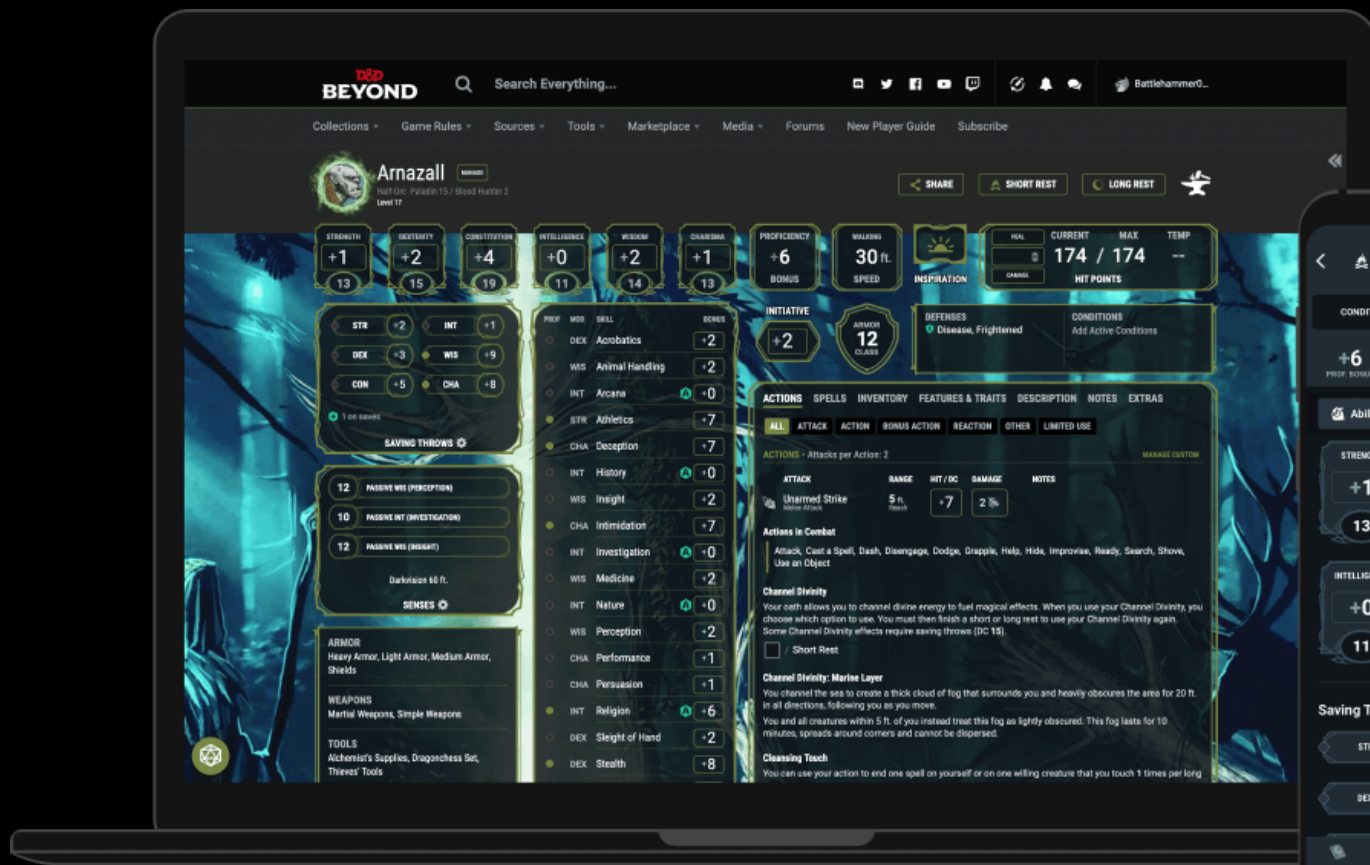 D&D
BEYOND
Search Everything...
Battlehammer0...
Collections
Game Rules
Sources
Tools
Marketplace
Media
Forums
New Player Guide
Subscribe
Arnazall
MANAGE
Half-Orc Paladin 15 / Blood Hunter 2
Level 17
SHARE
SHORT REST
LONG REST
STRENGTH
+1
13
DEXTERITY
+2
15
CONSTITUTION
+4
19
INTELLIGENCE
+0
11
WISDOM
+2
14
CHARISMA
+1
13
PROFICIENCY
+6
BONUS
WALKING
30 ft.
SPEED
INSPIRATION
HEAL
DAMAGE
CURRENT
MAX
TEMP
174 / 174
--
HIT POINTS
STR +2
INT +1
DEX +3
WIS +9
CON +5
CHA +8
1 on saves
SAVING THROWS
12 PASSIVE WIS (PERCEPTION)
10 PASSIVE INT (INVESTIGATION)
12 PASSIVE WIS (INSIGHT)
Darkvision 60 ft.
SENSES
ARMOR
Heavy Armor, Light Armor, Medium Armor,
Shields
WEAPONS
Martial Weapons, Simple Weapons
TOOLS
Alchemist's Supplies, Dragonchess Set,
Thieves' Tools
PROF MOD SKILL BONUS
DEX Acrobatics +2
WIS Animal Handling +2
INT Arcana A +0
STR Athletics +7
CHA Deception +7
INT History A +0
WIS Insight +2
CHA Intimidation +7
INT Investigation A +0
WIS Medicine +2
INT Nature A +0
WIS Perception +2
CHA Performance +1
CHA Persuasion +1
INT Religion A +6
DEX Sleight of Hand +2
DEX Stealth +8
INITIATIVE
+2
ARMOR
12
CLASS
DEFENSES
Disease, Frightened
CONDITIONS
Add Active Conditions
ACTIONS SPELLS INVENTORY FEATURES & TRAITS DESCRIPTION NOTES EXTRAS
ALL ATTACK ACTION BONUS ACTION REACTION OTHER LIMITED USE
ACTIONS • Attacks per Action: 2
MANAGE CUSTOM
ATTACK RANGE HIT / DC DAMAGE NOTES
Unarmed Strike 5 ft. +7 2
Melee Attack Reach
Actions in Combat
Attack, Cast a Spell, Dash, Disengage, Dodge, Grapple, Help, Hide, Improvise, Ready, Search, Shove,
Use an Object
Channel Divinity
Your oath allows you to channel divine energy to fuel magical effects. When you use your Channel Divinity, you
choose which option to use. You must then finish a short or long rest to use your Channel Divinity again.
Some Channel Divinity effects require saving throws (DC 15).
/ Short Rest
Channel Divinity: Marine Layer
You channel the sea to create a thick cloud of fog that surrounds you and heavily obscures the area for 20 ft.
in all directions, following you as you move.
You and all creatures within 5 ft. of you instead treat this fog as lightly obscured. This fog lasts for 10
minutes, spreads around corners and cannot be dispersed.
Cleansing Touch
You can use your action to end one spell on yourself or on one willing creature that you touch 1 times per long
CONDI
+6
PROF. BONU
Abil
STRENG
+1
13
INTELLIG
+0
11
Saving T
ST
DEX